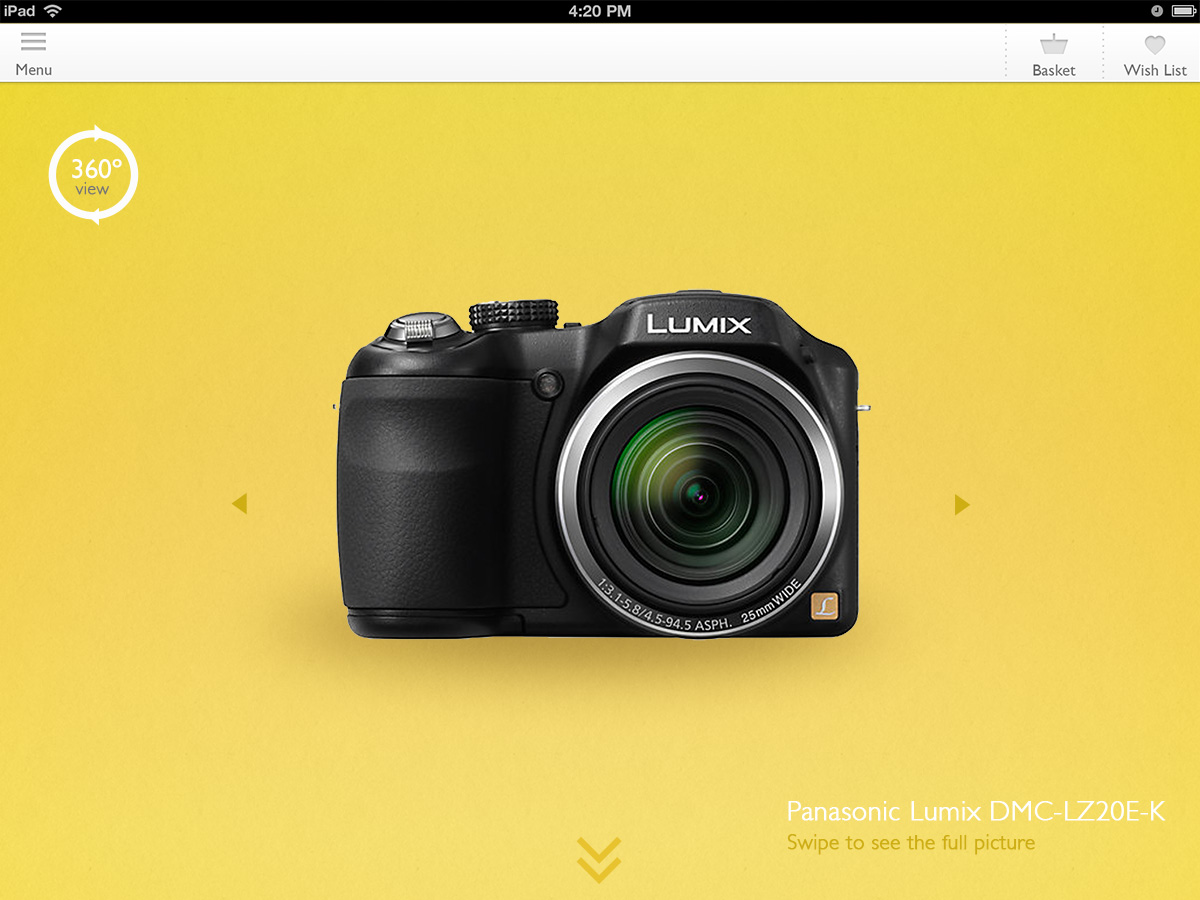 iPad
4:20 PM
Menu
Basket
Wish List
360°
view
LUMIX
1:3.1-5.8/4.5-94.5 ASPH. 25mm WIDE
L
Panasonic Lumix DMC-LZ20E-K
Swipe to see the full picture